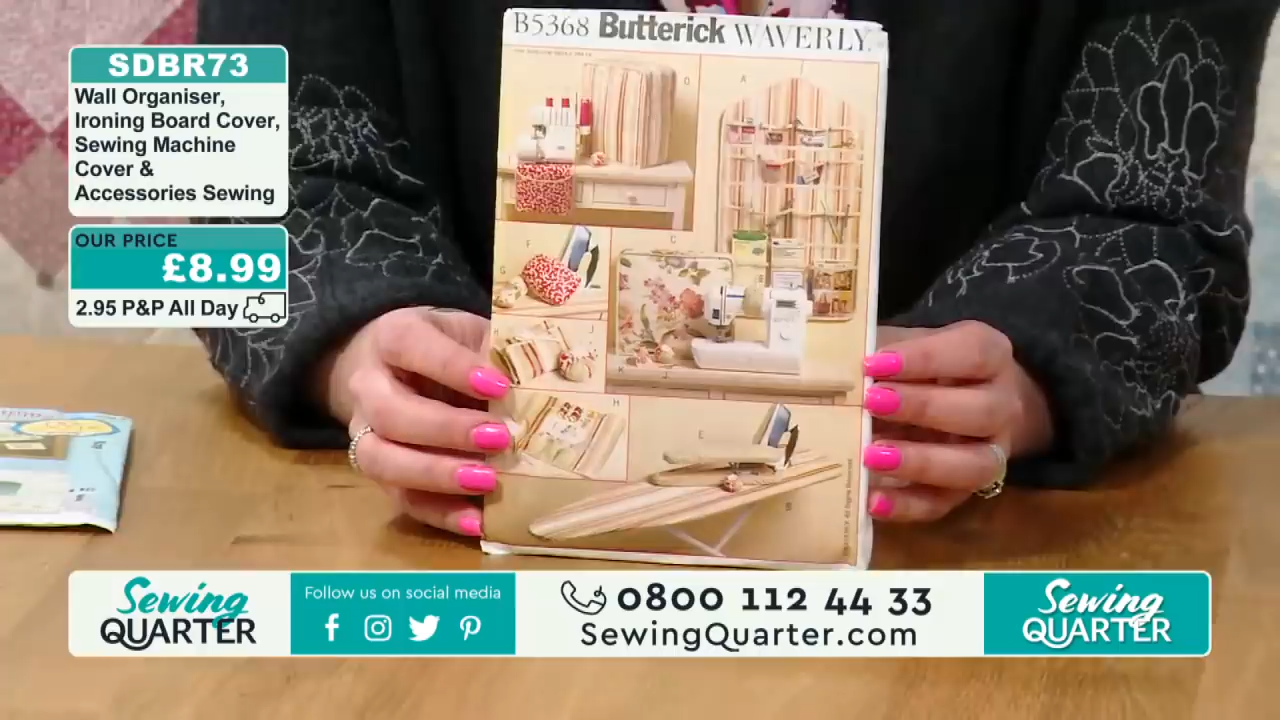 SDBR73
Wall Organiser,
Ironing Board Cover,
Sewing Machine
Cover &
Accessories Sewing
OUR PRICE
£8.99
2.95 P&P All Day
B5368 Butterick WAVERLY
D
A
C
F
G
H
J
H
E
B
Sewing
QUARTER
Follow us on social media
0800 112 44 33
SewingQuarter.com
Sewing
QUARTER